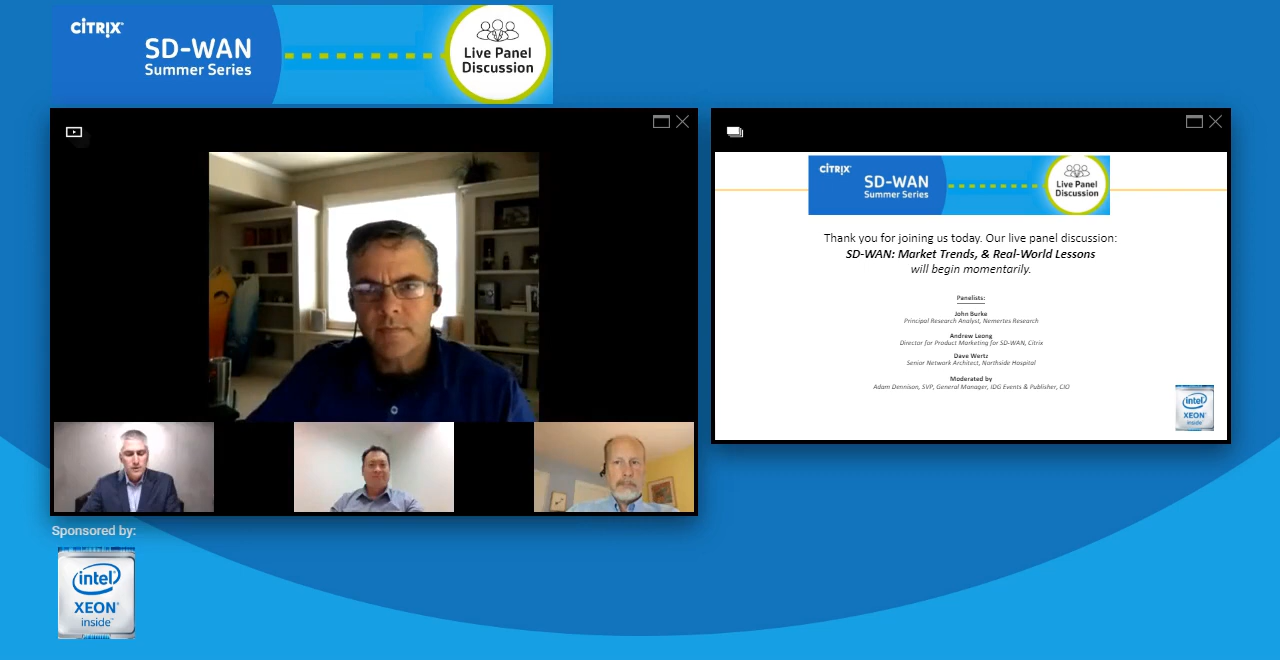 CİTRIX
SD-WAN
Summer Series
Live Panel
Discussion
CİTRIX
SD-WAN
Summer Series
Live Panel
Discussion
Thank you for joining us today. Our live panel discussion:
SD-WAN: Market Trends, & Real-World Lessons
will begin momentarily.
Panelists:
John Burke
Principal Research Analyst, Nemertes Research
Andrew Leong
Director for Product Marketing for SD-WAN, Citrix
Dave Wertz
Senior Network Architect, Northside Hospital
Moderated by
Adam Dennison, SVP, General Manager, IDG Events & Publisher, CIO
intel
XEON
inside
Sponsored by:
intel
XEON
inside